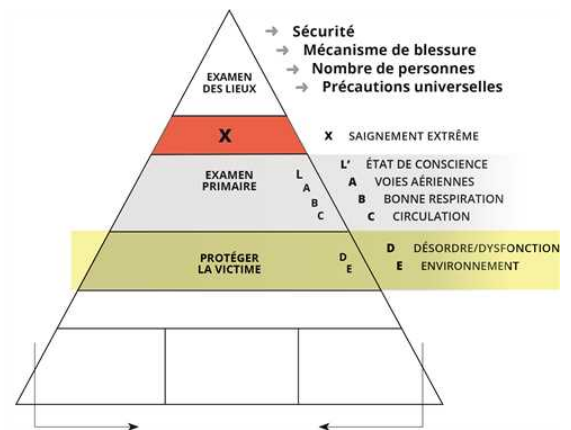 ➔ Sécurité
➔ Mécanisme de blessure
➔ Nombre de personnes
➔ Précautions universelles
EXAMEN
DES LIEUX
X
X SAIGNEMENT EXTRÊME
EXAMEN
PRIMAIRE
L
A
B
C
L' ÉTAT DE CONSCIENCE
A VOIES AÉRIENNES
B BONNE RESPIRATION
C CIRCULATION
PROTÉGER
LA VICTIME
D
E
D DÉSORDRE/DYSFONCTION
E ENVIRONNEMENT